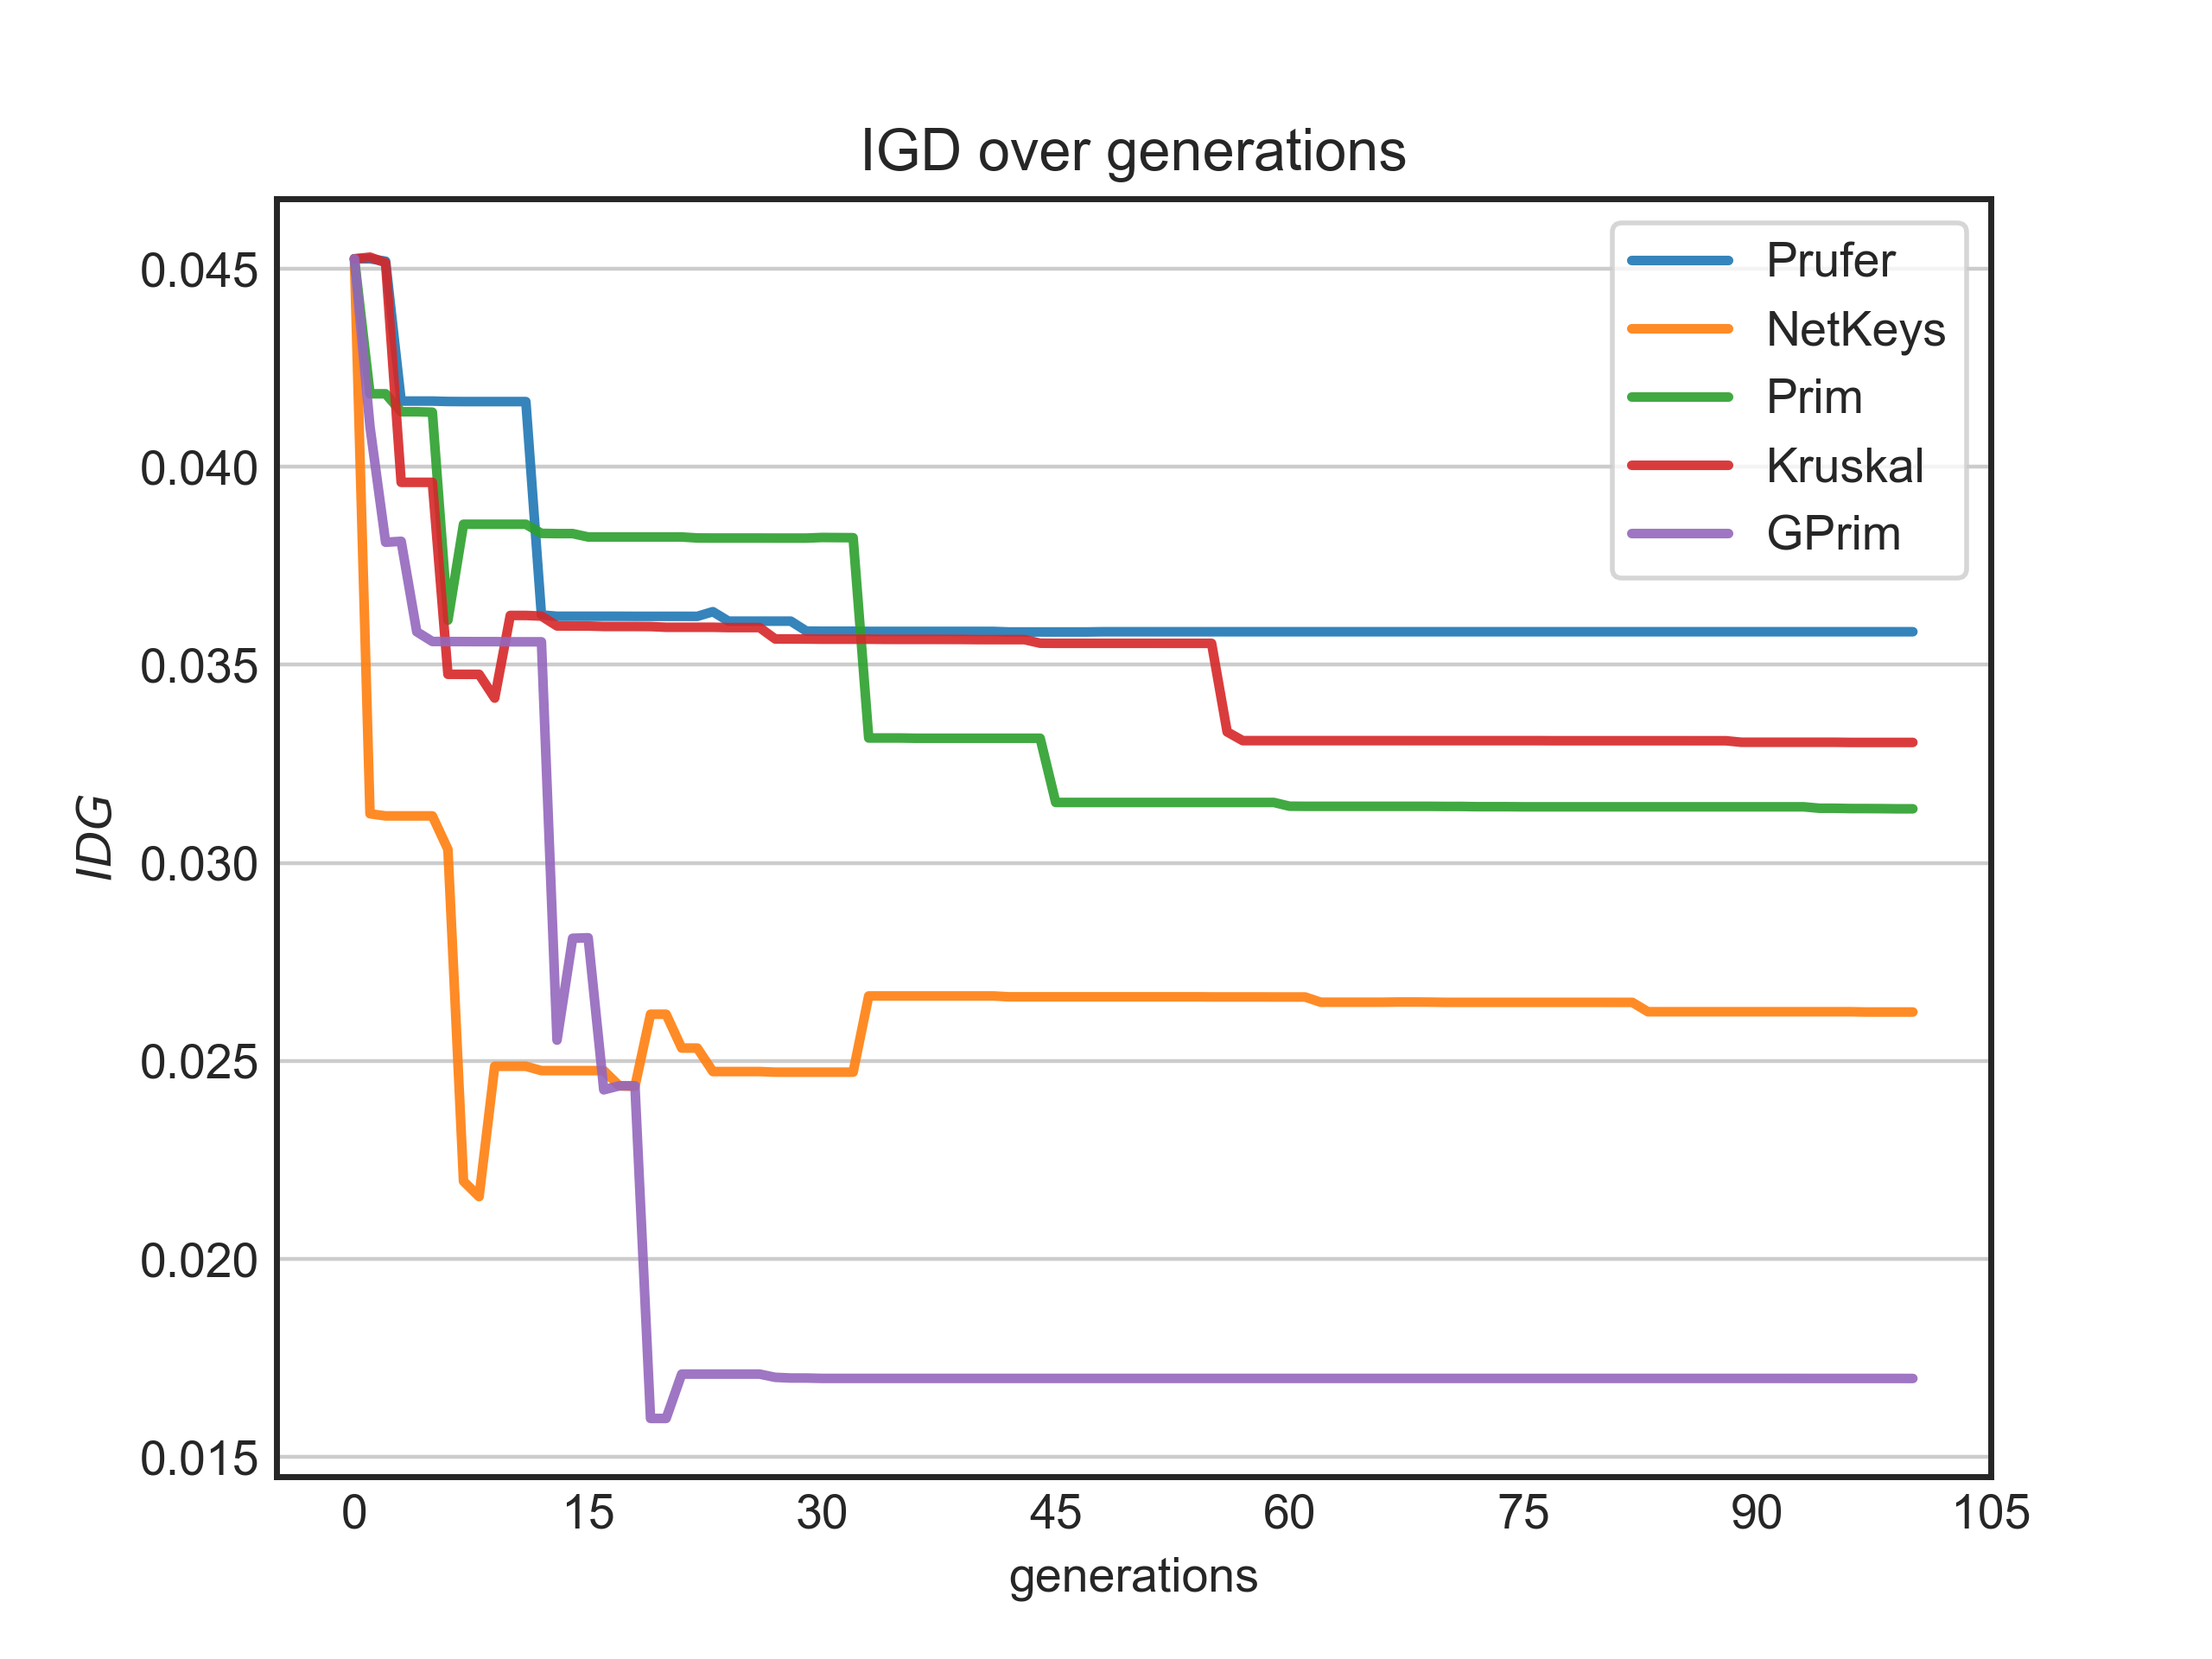 IGD over generations
0.045
0.040
0.035
0.030
0.025
0.020
0.015
IDG
Prufer
NetKeys
Prim
Kruskal
GPrim
0 15 30 45 60 75 90 105
generations